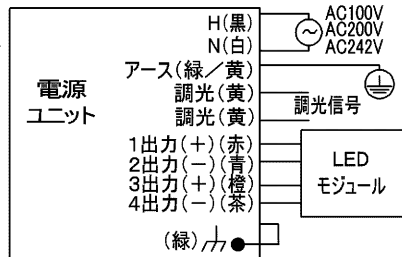 H(黒)
N(白)
アース(緑／黄)
調光(黄)
調光(黄)
1出力(＋)(赤)
2出力(－)(青)
3出力(＋)(橙)
4出力(－)(茶)
(緑)
電源
ユニット
AC100V
AC200V
AC242V
調光信号
LED
モジュール